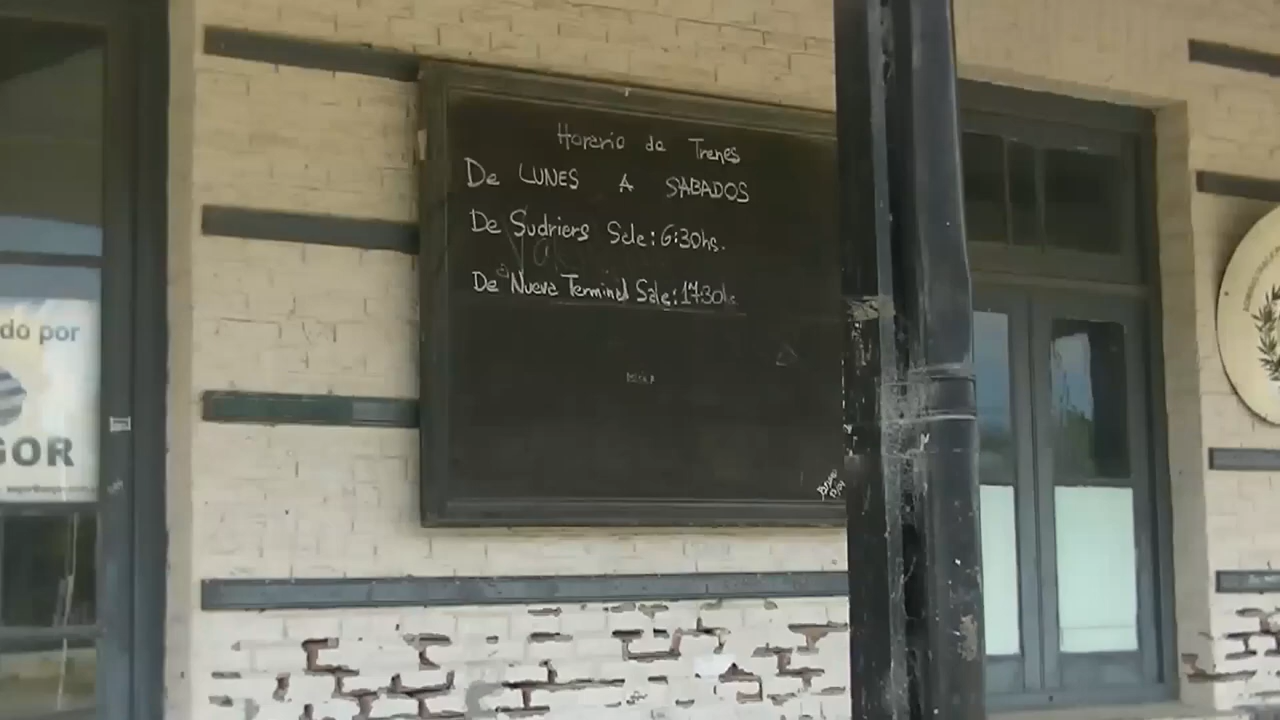 Horario de Trenes
De LUNES A SABADOS
De Sudriers Sale: 6:30hs.
De Nueva Terminal Sale: 17:30hs
do por
GOR